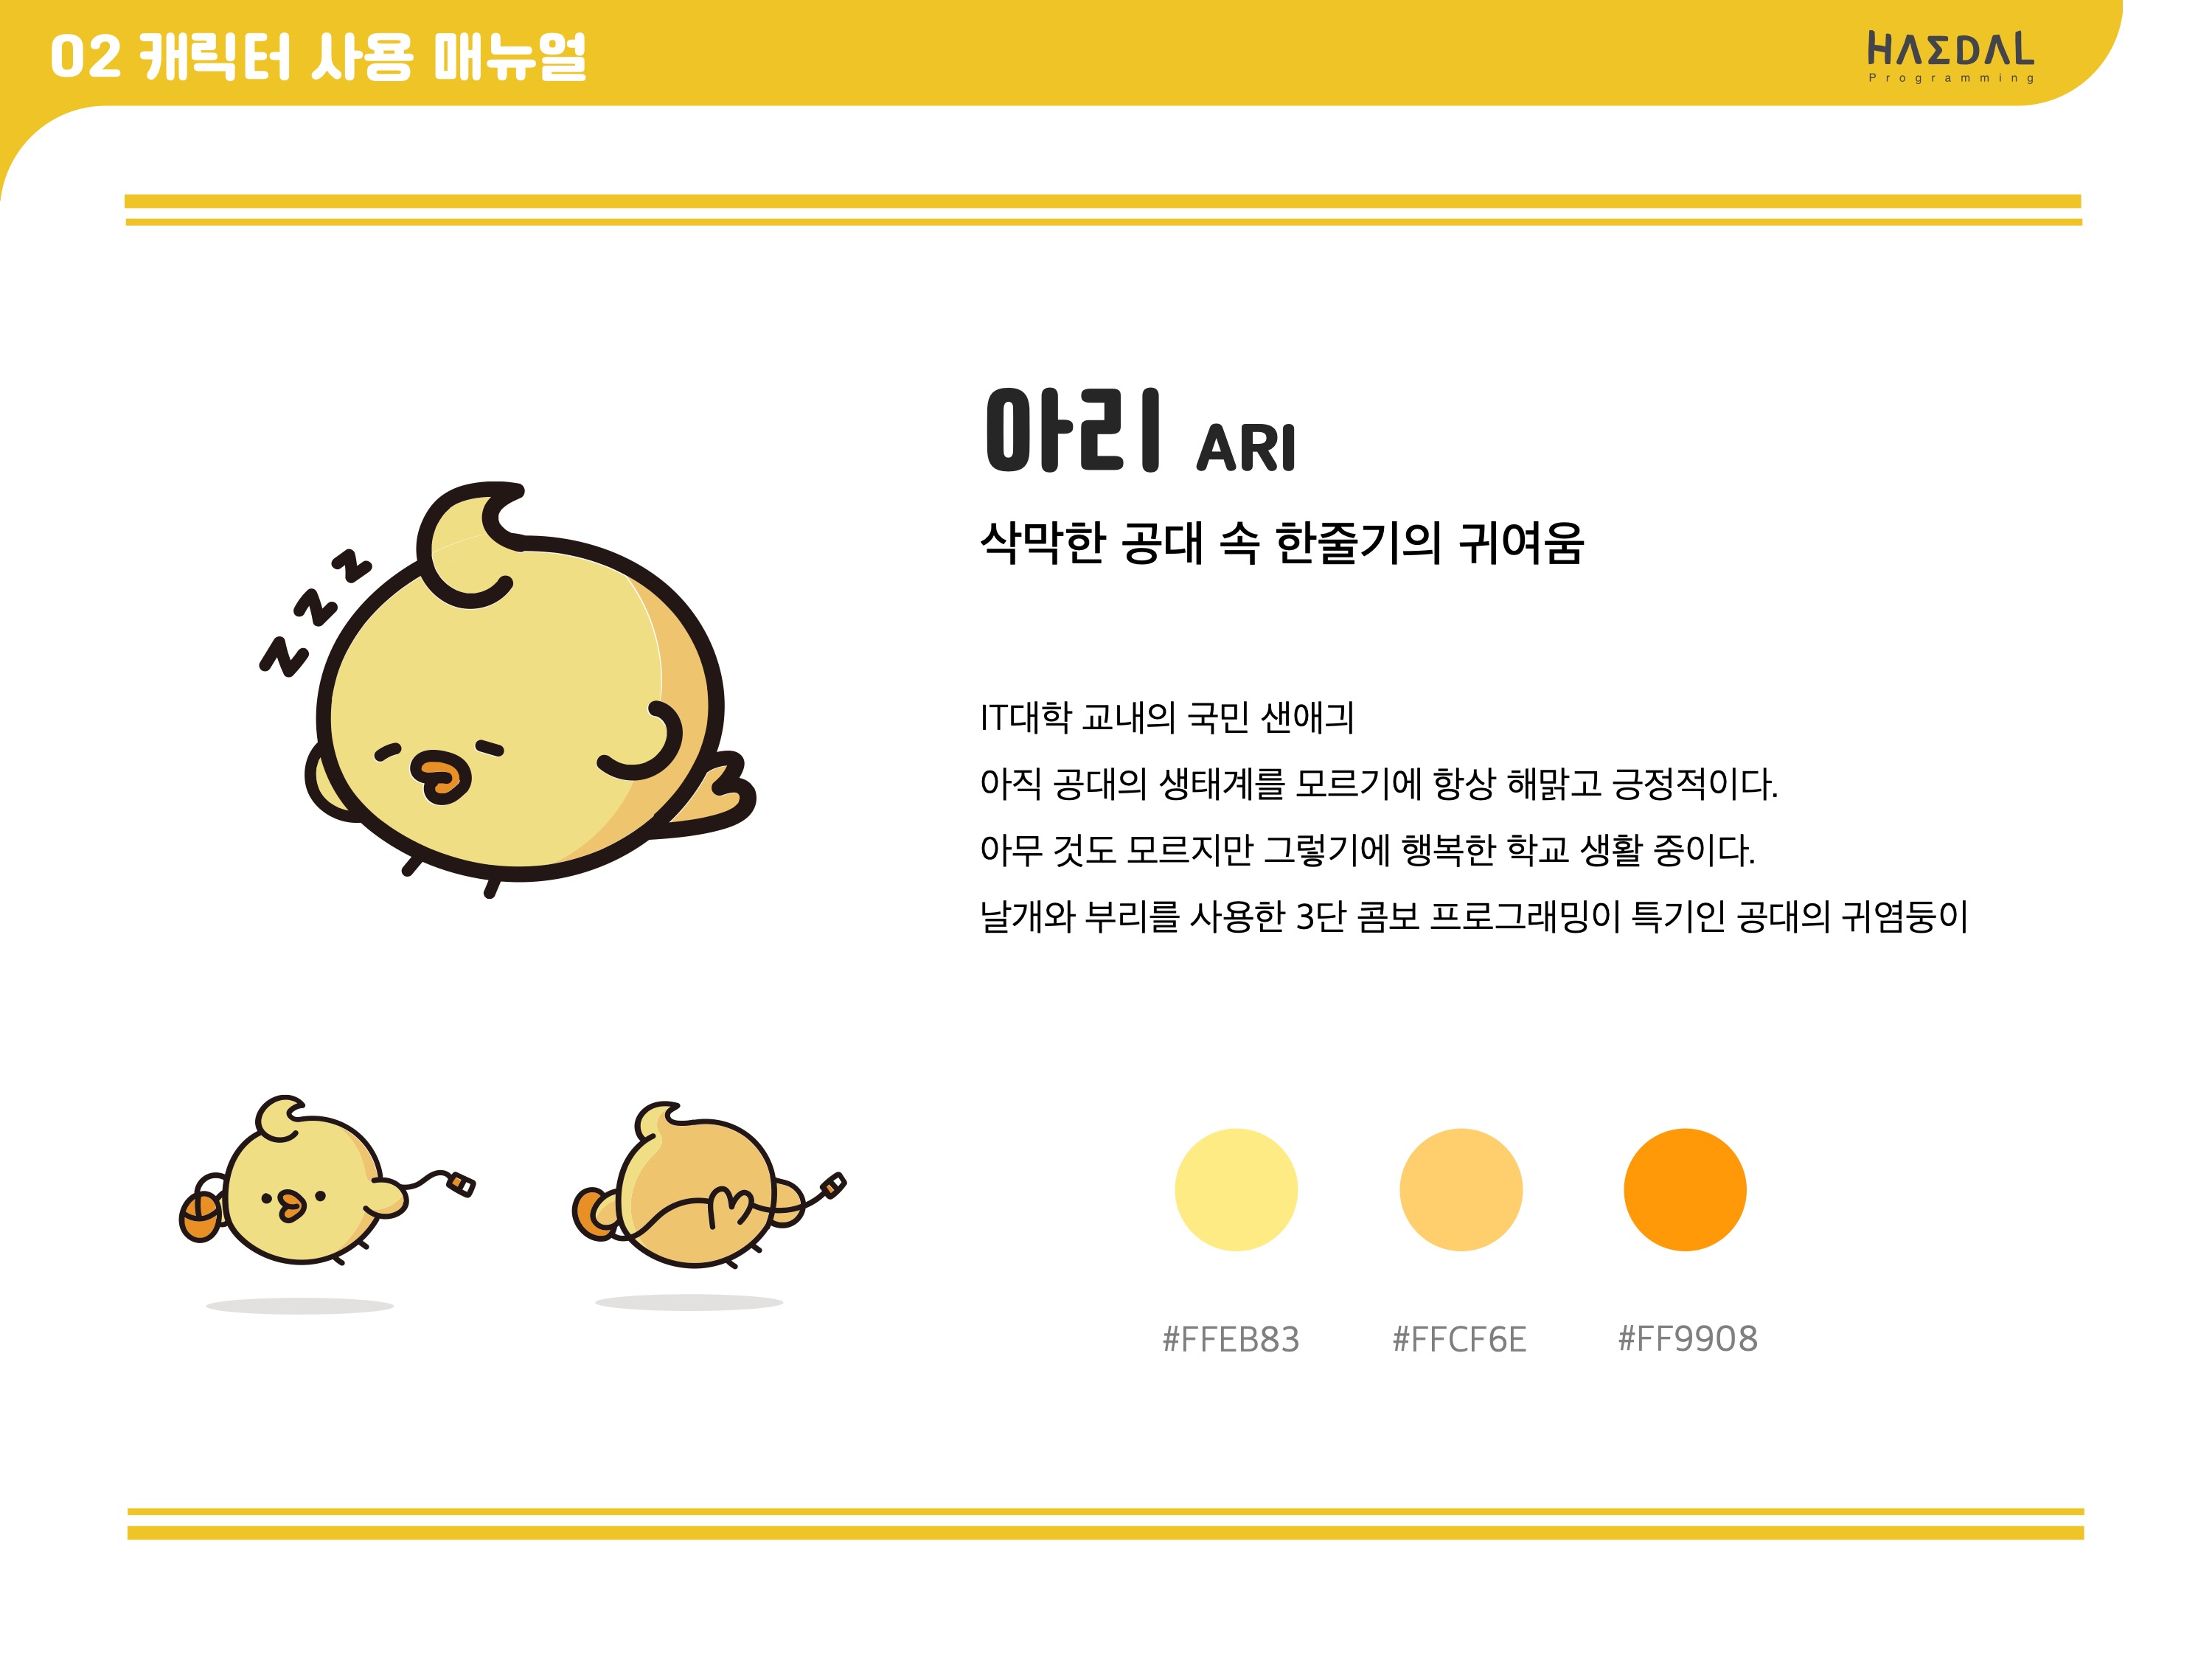 02 캐릭터 사용 매뉴얼
HAEDAL
Programming
아리 ARI
삭막한 공대 속 한줄기의 귀여움
z z z
IT대학 교내의 국민 샌애긔
아직 공대의 생태계를 모르기에 항상 해맑고 긍정적이다.
아무 것도 모르지만 그렇기에 행복한 학교 생활 중이다.
날개와 부리를 사용한 3단 콤보 프로그래밍이 특기인 공대의 귀염둥이
#FFEB83 #FFCF6E #FF9908